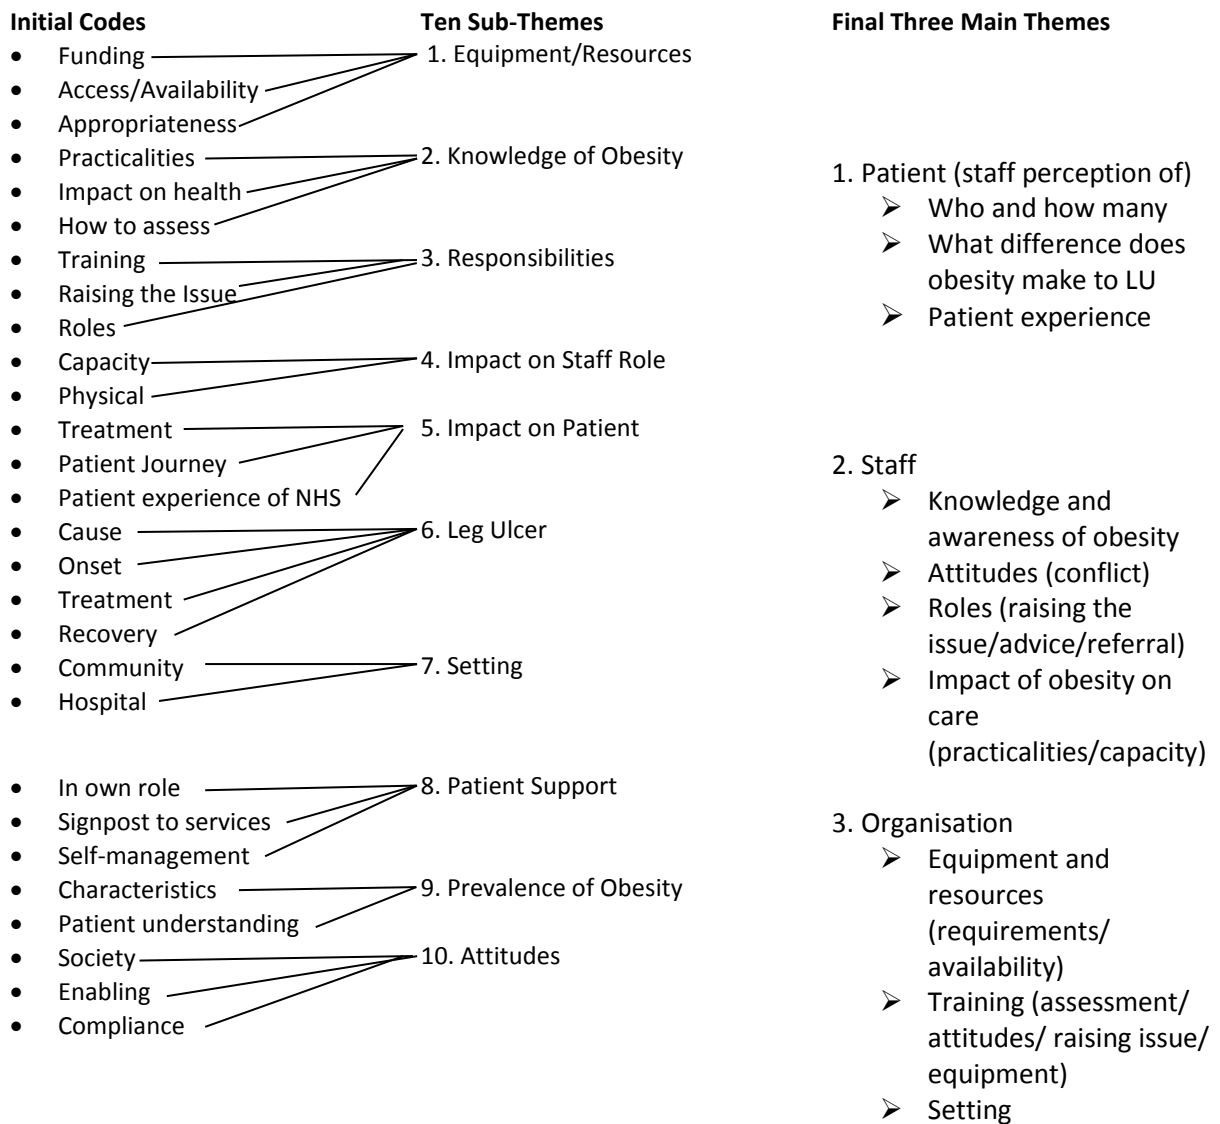 Initial Codes
• Funding
• Access/Availability
• Appropriateness
• Practicalities
• Impact on health
• How to assess
• Training
• Raising the Issue
• Roles
• Capacity
• Physical
• Treatment
• Patient Journey
• Patient experience of NHS
• Cause
• Onset
• Treatment
• Recovery
• Community
• Hospital
• In own role
• Signpost to services
• Self-management
• Characteristics
• Patient understanding
• Society
• Enabling
• Compliance
Ten Sub-Themes
1. Equipment/Resources
2. Knowledge of Obesity
3. Responsibilities
4. Impact on Staff Role
5. Impact on Patient
6. Leg Ulcer
7. Setting
8. Patient Support
9. Prevalence of Obesity
10. Attitudes
Final Three Main Themes
1. Patient (staff perception of)
➢ Who and how many
➢ What difference does
obesity make to LU
➢ Patient experience
2. Staff
➢ Knowledge and
awareness of obesity
➢ Attitudes (conflict)
➢ Roles (raising the
issue/advice/referral)
➢ Impact of obesity on
care
(practicalities/capacity)
3. Organisation
➢ Equipment and
resources
(requirements/
availability)
➢ Training (assessment/
attitudes/ raising issue/
equipment)
➢ Setting